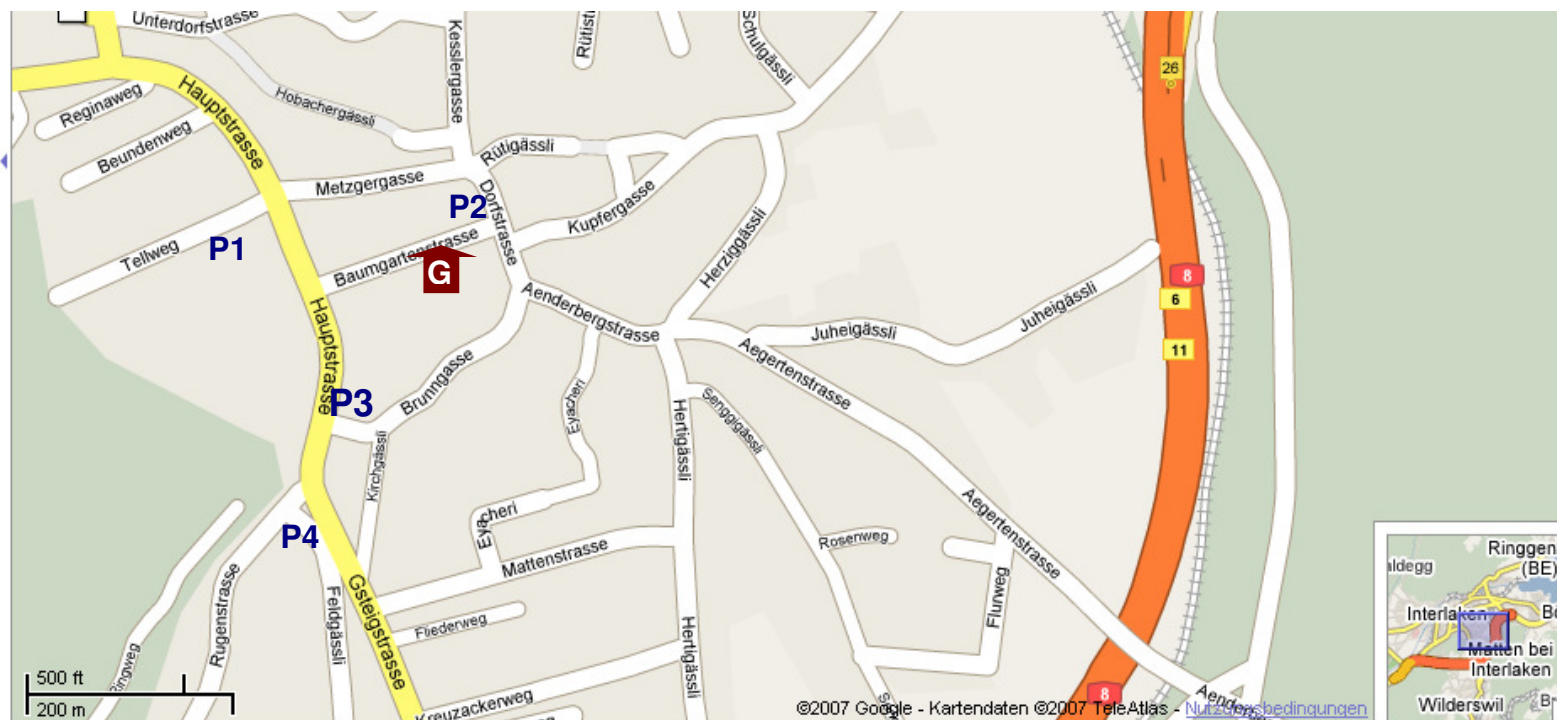 Unterdorfstrasse
Kesslergasse
Schulgässli
26
Reginaweg
Hauptstrasse
Hobachergässli
Beundenweg
Rütigässli
Metzgergasse
P2
Dorfstrasse
Kupfergasse
Herziggässli
P1
Tellweg
Baumgartenstrasse
G
8
6
Hauptstrasse
Aenderbergstrasse
Juheigässli
Juheigässli
11
Aegertenstrasse
P3
Brunngasse
Eyacheri
Hertigässli
Senggigässli
Kirchgässli
Aegertenstrasse
Eyacheri
P4
Mattenstrasse
Rosenweg
Ringgen
(BE)
aldegg
Rugenstrasse
Feldgässli
Gsteigstrasse
Fliederweg
Flurweg
Interlaken
Bö
Hertigässli
Matten bei
Interlaken
500 ft
200 m
Kreuzackerweg
8
Wilderswil
©2007 Google - Kartendaten ©2007 TeleAtlas - Nutzungsbedingungen